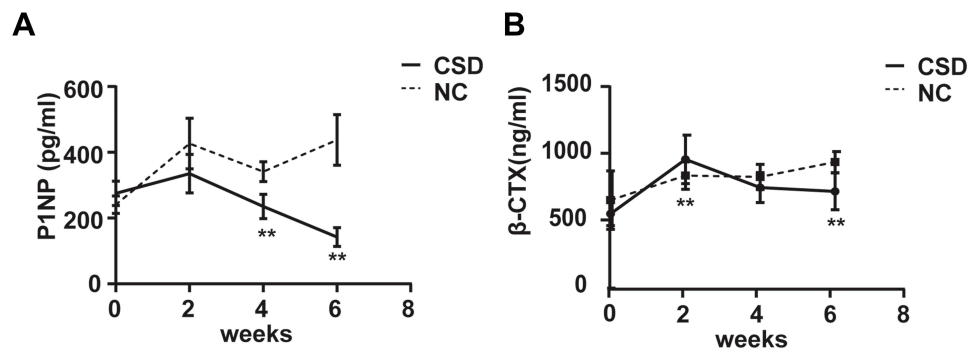 A
CSD
NC
P1NP (pg/ml)
600
400
200
0
**
**
0 2 4 6 8
weeks
B
CSD
NC
β-CTX(ng/ml)
1500
1000
500
0
**
**
0 2 4 6 8
weeks